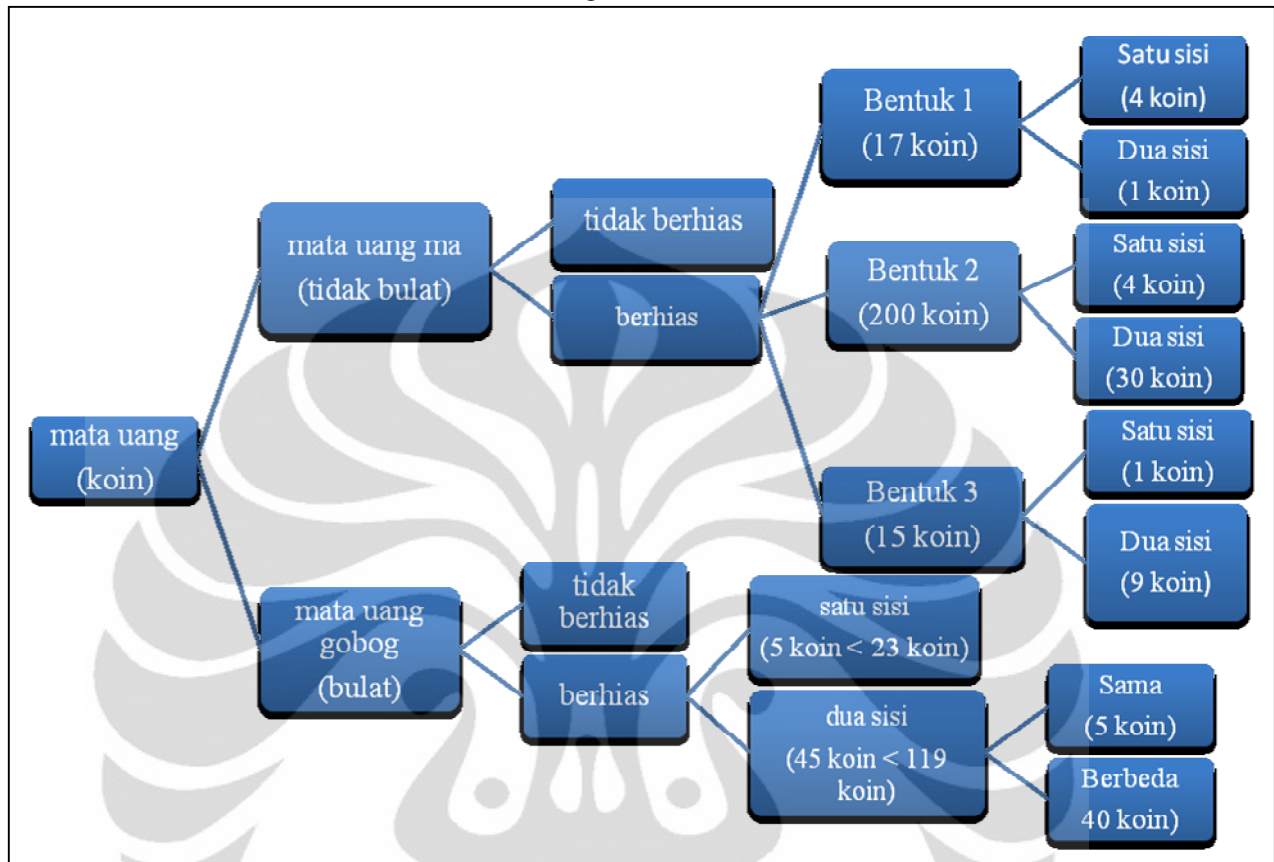 mata uang
(koin)
mata uang ma
(tidak bulat)
tidak berhias
berhias
Bentuk 1
(17 koin)
Satu sisi
(4 koin)
Dua sisi
(1 koin)
Bentuk 2
(200 koin)
Satu sisi
(4 koin)
Dua sisi
(30 koin)
Bentuk 3
(15 koin)
Satu sisi
(1 koin)
Dua sisi
(9 koin)
mata uang
gobog
(bulat)
tidak
berhias
berhias
satu sisi
(5 koin < 23 koin)
dua sisi
(45 koin < 119
koin)
Sama
(5 koin)
Berbeda
40 koin)